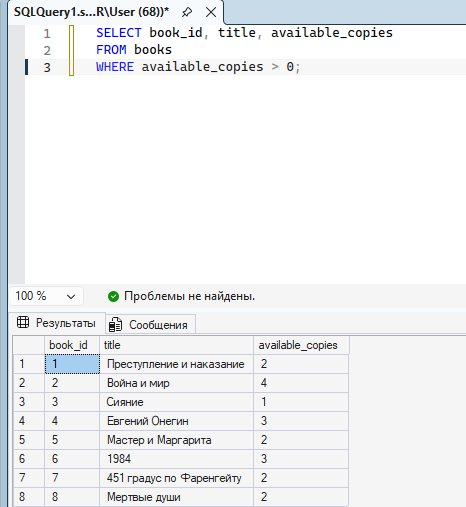 SQLQuery1.s...R\User (68))*
1 SELECT book_id, title, available_copies
2 FROM books
3 WHERE available_copies > 0;
100 %
Проблемы не найдены.
Результаты Сообщения
book_id title available_copies
1 1 Преступление и наказание 2
2 2 Война и мир 4
3 3 Сияние 1
4 4 Евгений Онегин 3
5 5 Мастер и Маргарита 2
6 6 1984 3
7 7 451 градус по Фаренгейту 2
8 8 Мертвые души 2